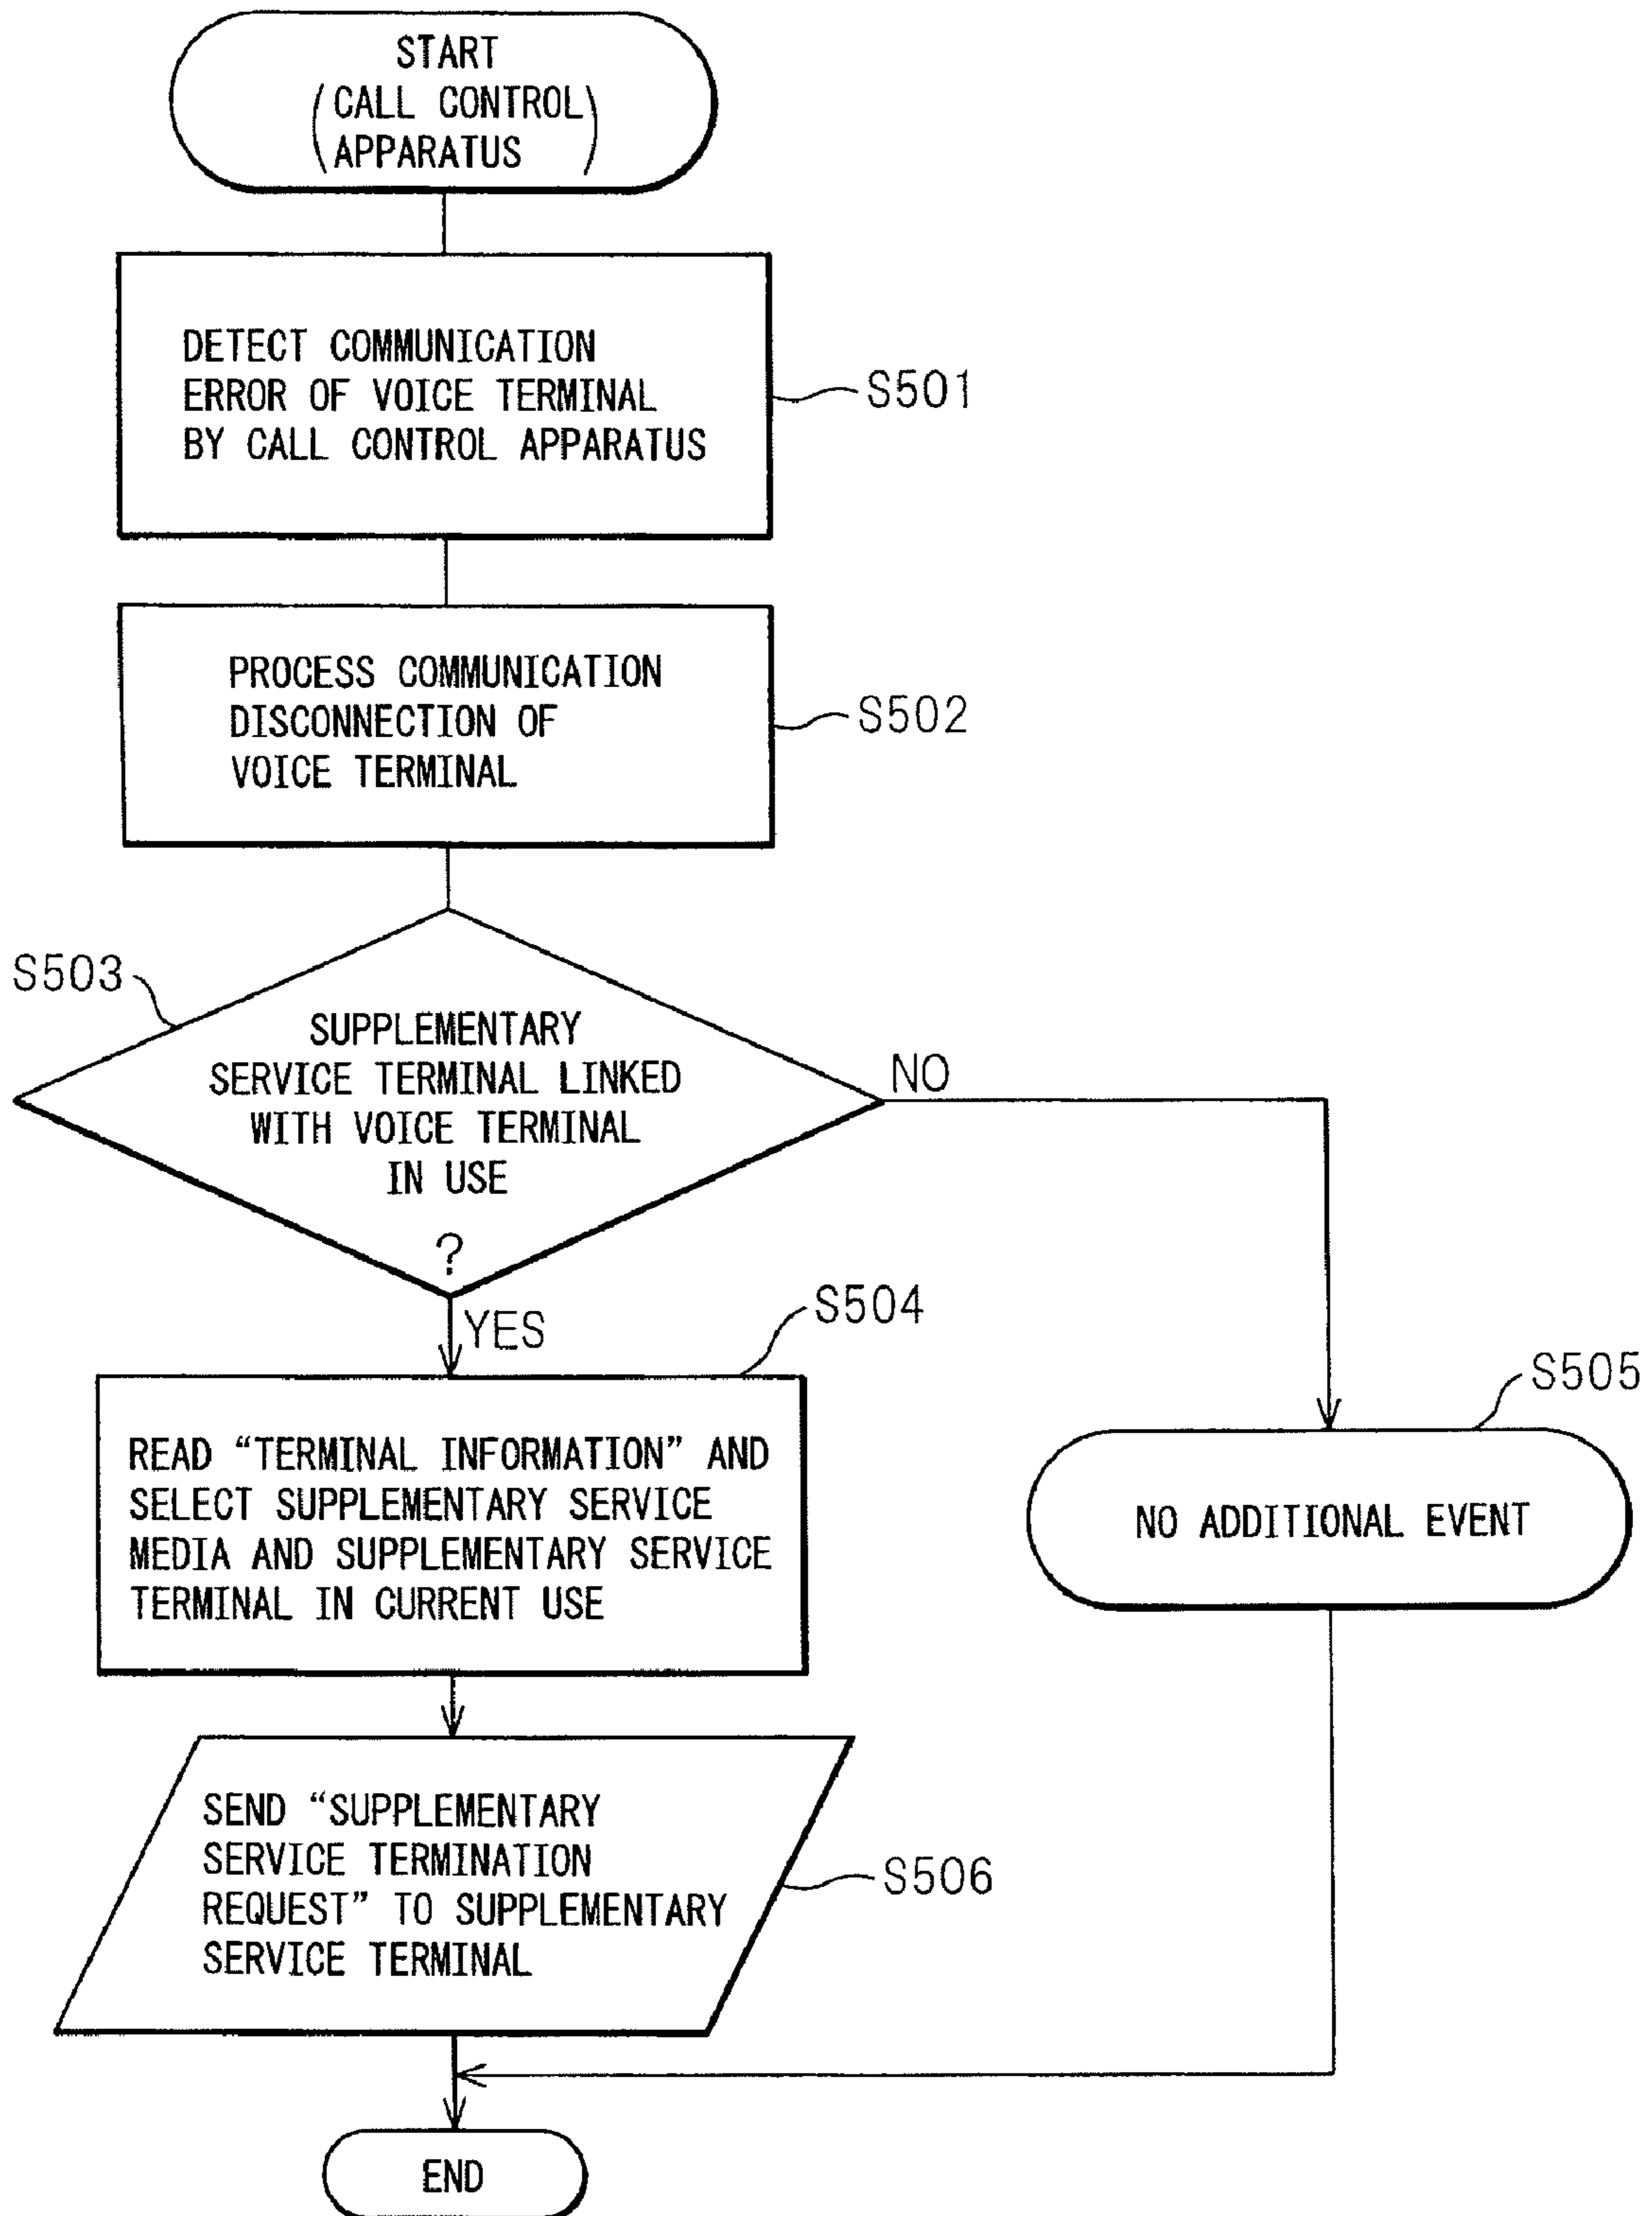 START
(CALL CONTROL
APPARATUS)
DETECT COMMUNICATION
ERROR OF VOICE TERMINAL
BY CALL CONTROL APPARATUS
S501
PROCESS COMMUNICATION
DISCONNECTION OF
VOICE TERMINAL
S502
S503
SUPPLEMENTARY
SERVICE TERMINAL LINKED
WITH VOICE TERMINAL
IN USE
?
NO
YES
S504
READ “TERMINAL INFORMATION” AND
SELECT SUPPLEMENTARY SERVICE
MEDIA AND SUPPLEMENTARY SERVICE
TERMINAL IN CURRENT USE
S505
NO ADDITIONAL EVENT
SEND “SUPPLEMENTARY
SERVICE TERMINATION
REQUEST” TO SUPPLEMENTARY
SERVICE TERMINAL
S506
END